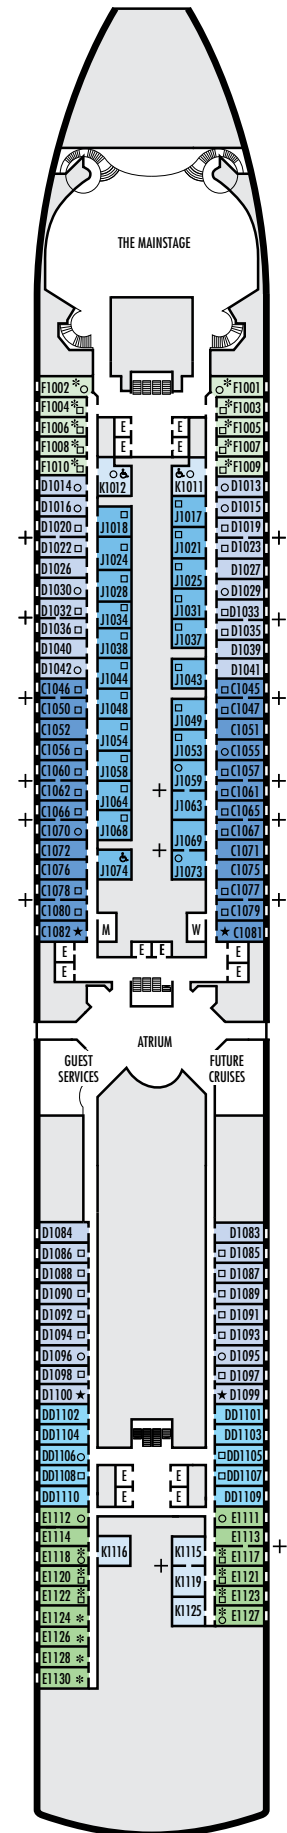 THE MAINSTAGE
F1002 F1001
F1004 F1003
E E
F1006 F1005
E E
F1008 F1007
F1010 F1009
K1012 K1011
D1014 D1013
D1016 D1015
J1018 J1017
D1020 D1019
D1022 J1024 J1021 D1023
D1026 D1027
J1028 J1025
D1030 D1029
D1032 J1034 J1031 D1033
D1036 D1035
J1038 J1037
D1040 D1039
D1042 D1041
J1044 J1043
C1046 C1045
C1050 J1048 C1047
C1052 J1049 C1051
J1054 J1053
C1056 C1055
C1060 J1058 C1057
J1059
C1062 C1061
J1064 J1063
C1066 C1065
C1070 J1068 C1067
J1069
C1072 C1071
C1076 J1074 J1073 C1075
C1078 C1077
C1080 C1079
C1082 M W C1081
E E E E
E E
ATRIUM
GUEST
SERVICES
FUTURE
CRUISES
D1084 D1083
D1086 D1085
D1088 D1087
D1090 D1089
D1092 D1091
D1094 D1093
D1096 D1095
D1098 D1097
D1100 D1099
DD1102 DD1101
DD1104 DD1103
DD1106 DD1105
DD1108 E E DD1107
DD1110 E E DD1109
E1112 E1111
E1114 E1113
E1118 K1116 K1115 E1117
E1120 E1121
K1119
E1122 E1123
E1124 K1125 E1127
E1126
E1128
E1130